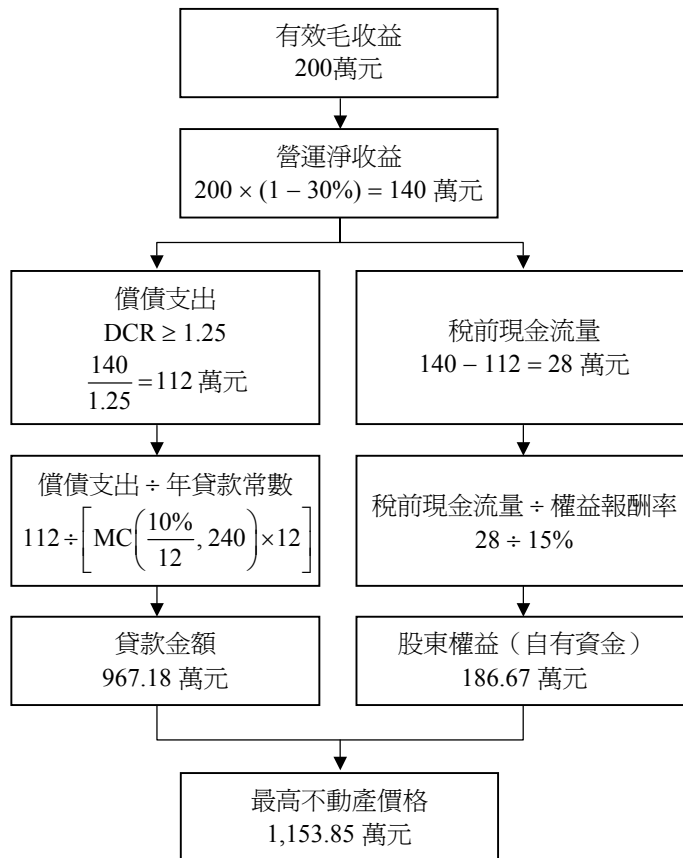 有效毛收益
200萬元
營運淨收益
200 × (1 − 30%) = 140 萬元
償債支出
DCR ≥ 1.25
140/1.25 = 112 萬元
稅前現金流量
140 − 112 = 28 萬元
償債支出 ÷ 年貸款常數
112 ÷ [MC(10%/12, 240) × 12]
稅前現金流量 ÷ 權益報酬率
28 ÷ 15%
貸款金額
967.18 萬元
股東權益（自有資金）
186.67 萬元
最高不動產價格
1,153.85 萬元